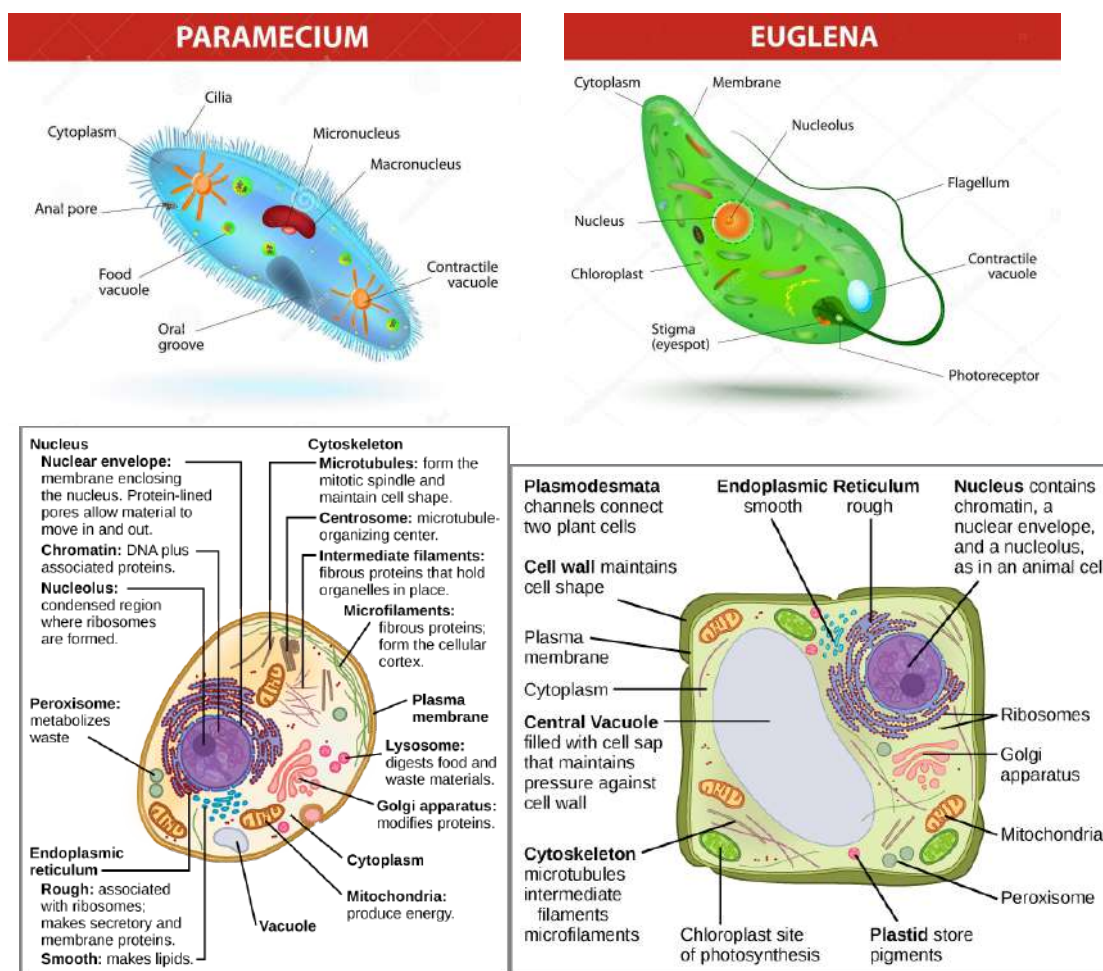 PARAMECIUM
Cilia
Cytoplasm
Micronucleus
Macronucleus
Anal pore
Food
vacuole
Contractile
vacuole
Oral
groove
EUGLENA
Cytoplasm
Membrane
Nucleolus
Flagellum
Nucleus
Chloroplast
Contractile
vacuole
Stigma
(eyespot)
Photoreceptor
Nucleus
Nuclear envelope:
membrane enclosing
the nucleus. Protein-lined
pores allow material to
move in and out.
Chromatin: DNA plus
associated proteins.
Nucleolus:
condensed region
where ribosomes
are formed.
Peroxisome:
metabolizes
waste
Endoplasmic
reticulum
Rough: associated
with ribosomes;
makes secretory and
membrane proteins.
Smooth: makes lipids.
Cytoskeleton
Microtubules: form the
mitotic spindle and
maintain cell shape.
Centrosome: microtubule-
organizing center.
Intermediate filaments:
fibrous proteins that hold
organelles in place.
Microfilaments:
fibrous proteins;
form the cellular
cortex.
Plasma
membrane
Lysosome:
digests food and
waste materials.
Golgi apparatus:
modifies proteins.
Cytoplasm
Mitochondria:
produce energy.
Vacuole
Plasmodesmata
channels connect
two plant cells
Cell wall maintains
cell shape
Plasma
membrane
Cytoplasm
Central Vacuole
filled with cell sap
that maintains
pressure against
cell wall
Cytoskeleton
microtubules
intermediate
filaments
microfilaments
Endoplasmic Reticulum
smooth rough
Nucleus contains
chromatin, a
nuclear envelope,
and a nucleolus,
as in an animal cel
Ribosomes
Golgi
apparatus
Mitochondria
Peroxisome
Chloroplast site
of photosynthesis
Plastid store
pigments